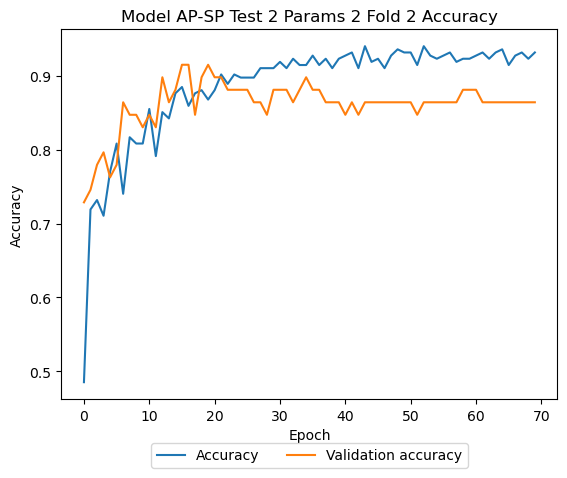 Model AP-SP Test 2 Params 2 Fold 2 Accuracy
Accuracy
0.9
0.8
0.7
0.6
0.5
0 10 20 30 40 50 60 70
Epoch
Accuracy Validation accuracy